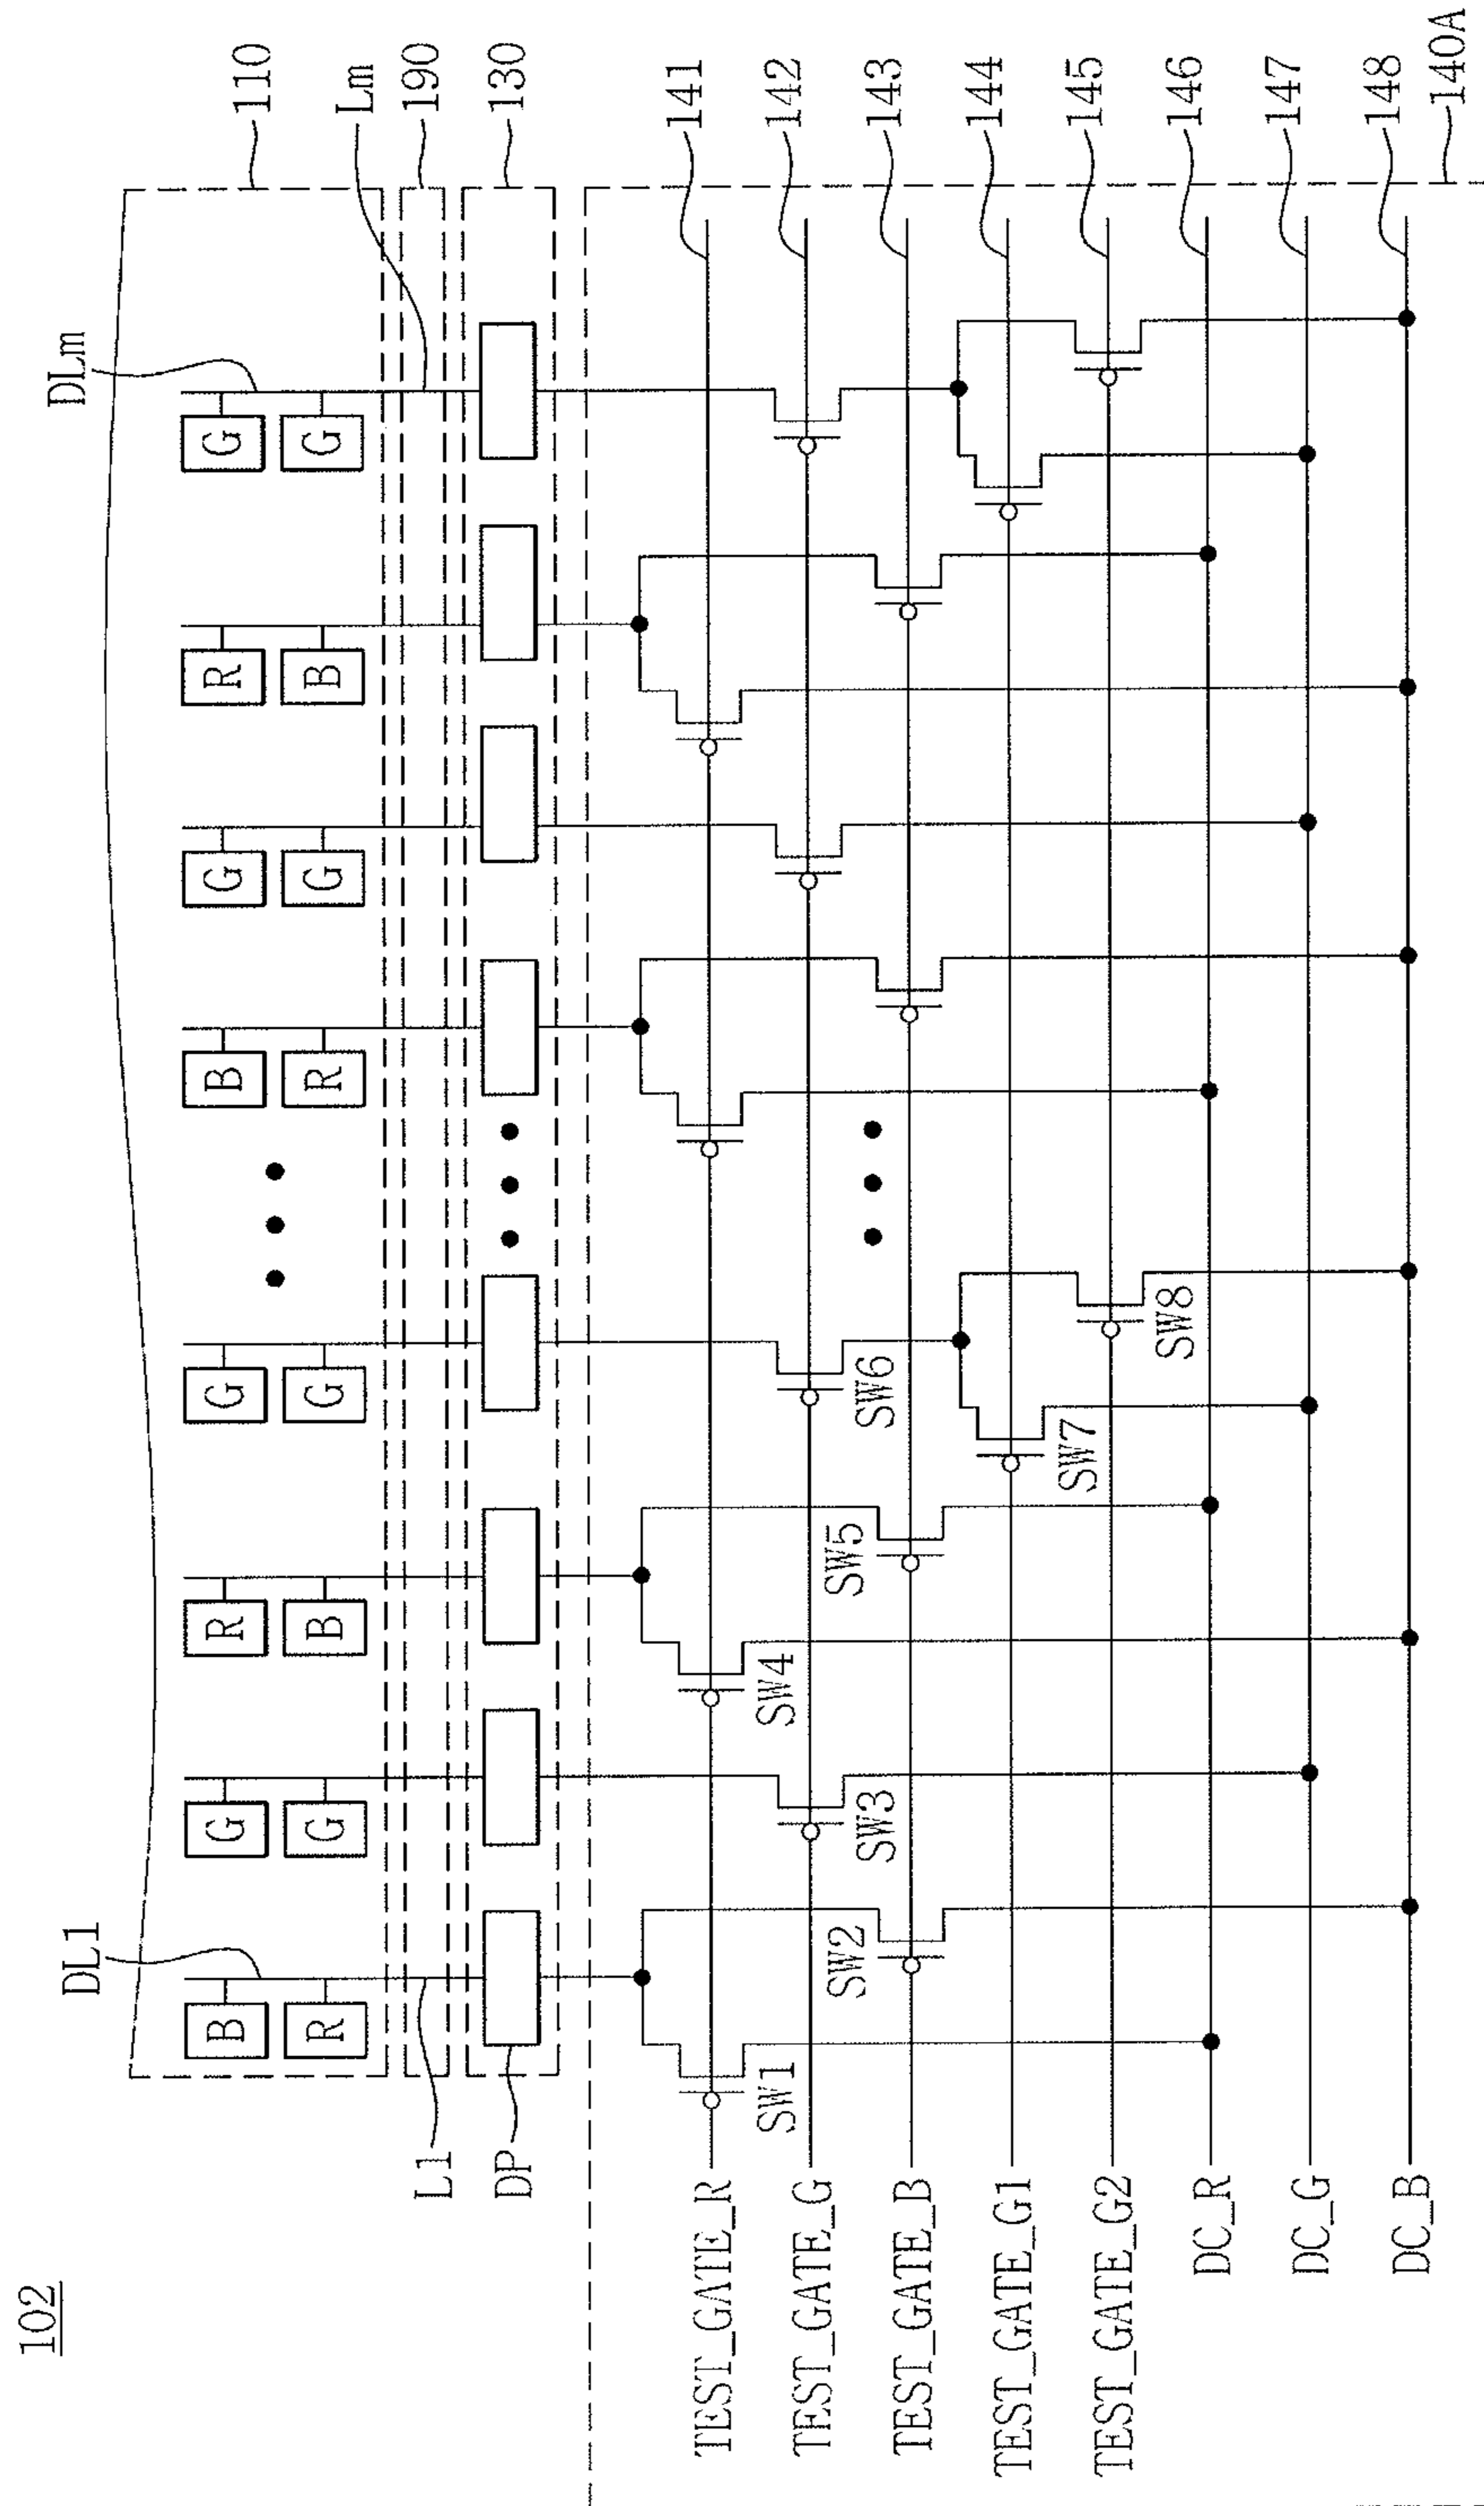 102
DL1
DLm
110
B
G
R
G
B
G
R
G
R
G
B
G
R
G
B
G
Lm
L1
190
DP
130
TEST_GATE_R
141
SW1
SW4
TEST_GATE_G
142
SW3
SW6
TEST_GATE_B
143
SW2
SW5
TEST_GATE_G1
144
SW7
TEST_GATE_G2
145
SW8
DC_R
146
DC_G
147
DC_B
148
140A